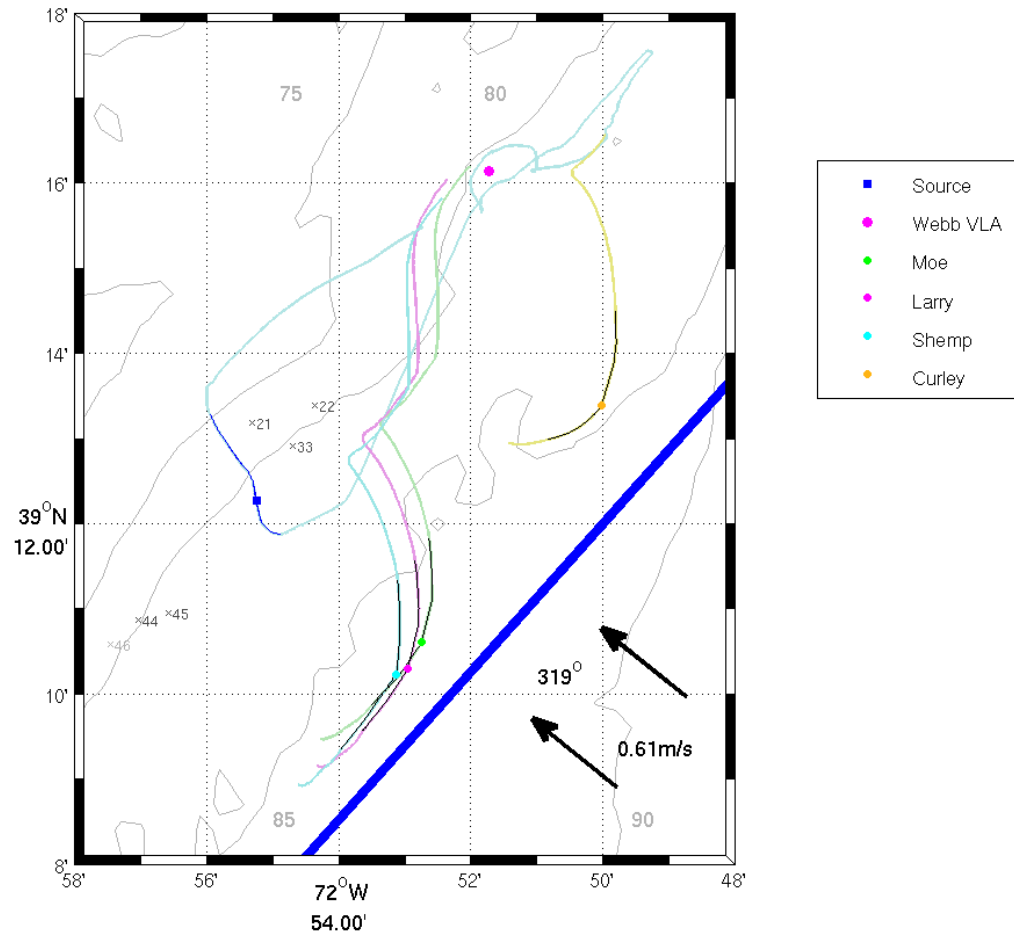 18'
75
80
16'
14'
×22
×21
×33
39°N
12.00'
×45
×44
×46
10'
319°
0.61m/s
85
90
8'
58'
56'
72°W
54.00'
52'
50'
48'
Source
Webb VLA
Moe
Larry
Shemp
Curley